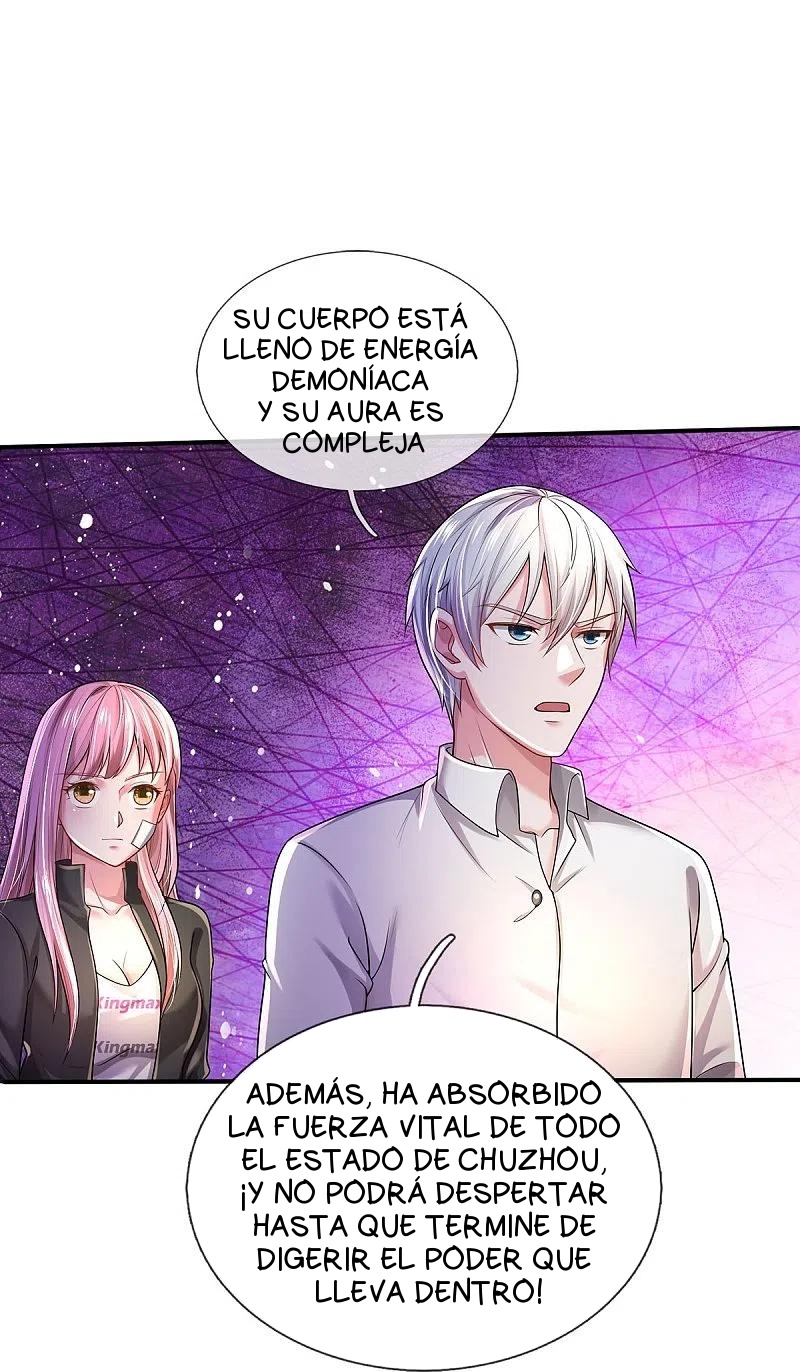 SU CUERPO ESTÁ
LLENO DE ENERGÍA
DEMONÍACA
Y SU AURA ES
COMPLEJA
Kingmax
Kingmax
ADEMÁS, HA ABSORBIDO
LA FUERZA VITAL DE TODO
EL ESTADO DE CHUZHOU,
¡Y NO PODRÁ DESPERTAR
HASTA QUE TERMINE DE
DIGERIR EL PODER QUE
LLEVA DENTRO!